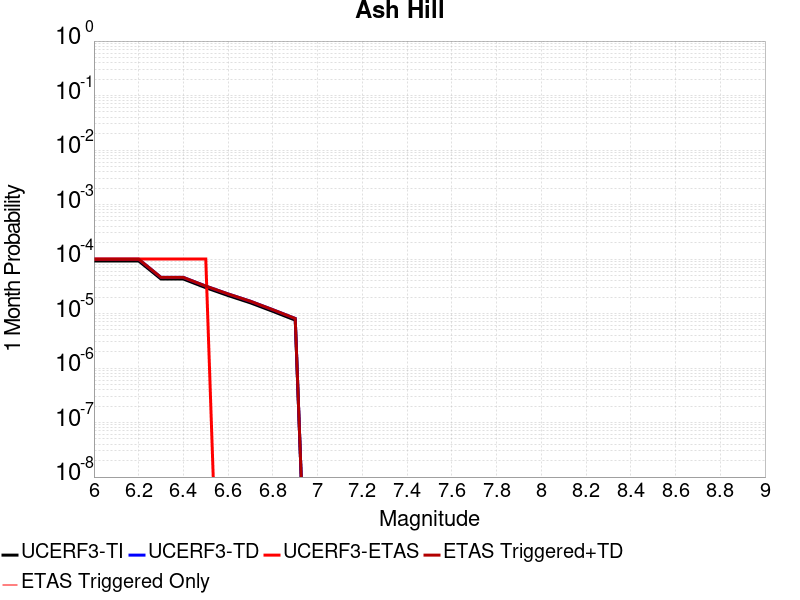 Ash Hill
10^0
10^-1
10^-2
10^-3
10^-4
10^-5
10^-6
10^-7
10^-8
1 Month Probability
6 6.2 6.4 6.6 6.8 7 7.2 7.4 7.6 7.8 8 8.2 8.4 8.6 8.8 9
Magnitude
UCERF3-TI UCERF3-TD UCERF3-ETAS ETAS Triggered+TD
ETAS Triggered Only